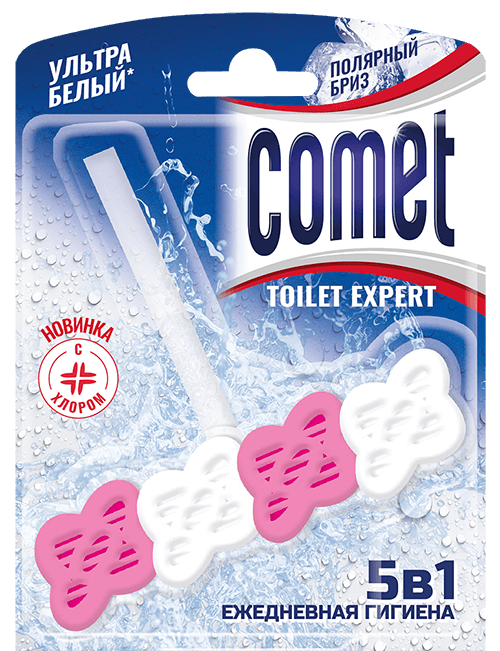 УЛЬТРА
БЕЛЫЙ*
ПОЛЯРНЫЙ
БРИЗ
comet
TOILET EXPERT
НОВИНКА
С
ХЛОРОМ
5в1
ЕЖЕДНЕВНАЯ ГИГИЕНА